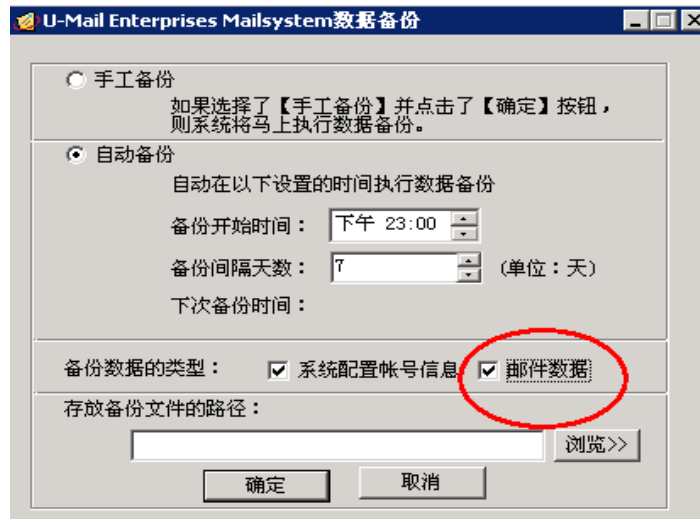 U-Mail Enterprises Mailsystem数据备份
手工备份
如果选择了【手工备份】并点击了【确定】按钮，
则系统将马上执行数据备份。
自动备份
自动在以下设置的时间执行数据备份
备份开始时间： 下午 23:00
备份间隔天数： 7 (单位：天)
下次备份时间：
备份数据的类型： 系统配置帐号信息 邮件数据
存放备份文件的路径：
浏览>>
确定 取消